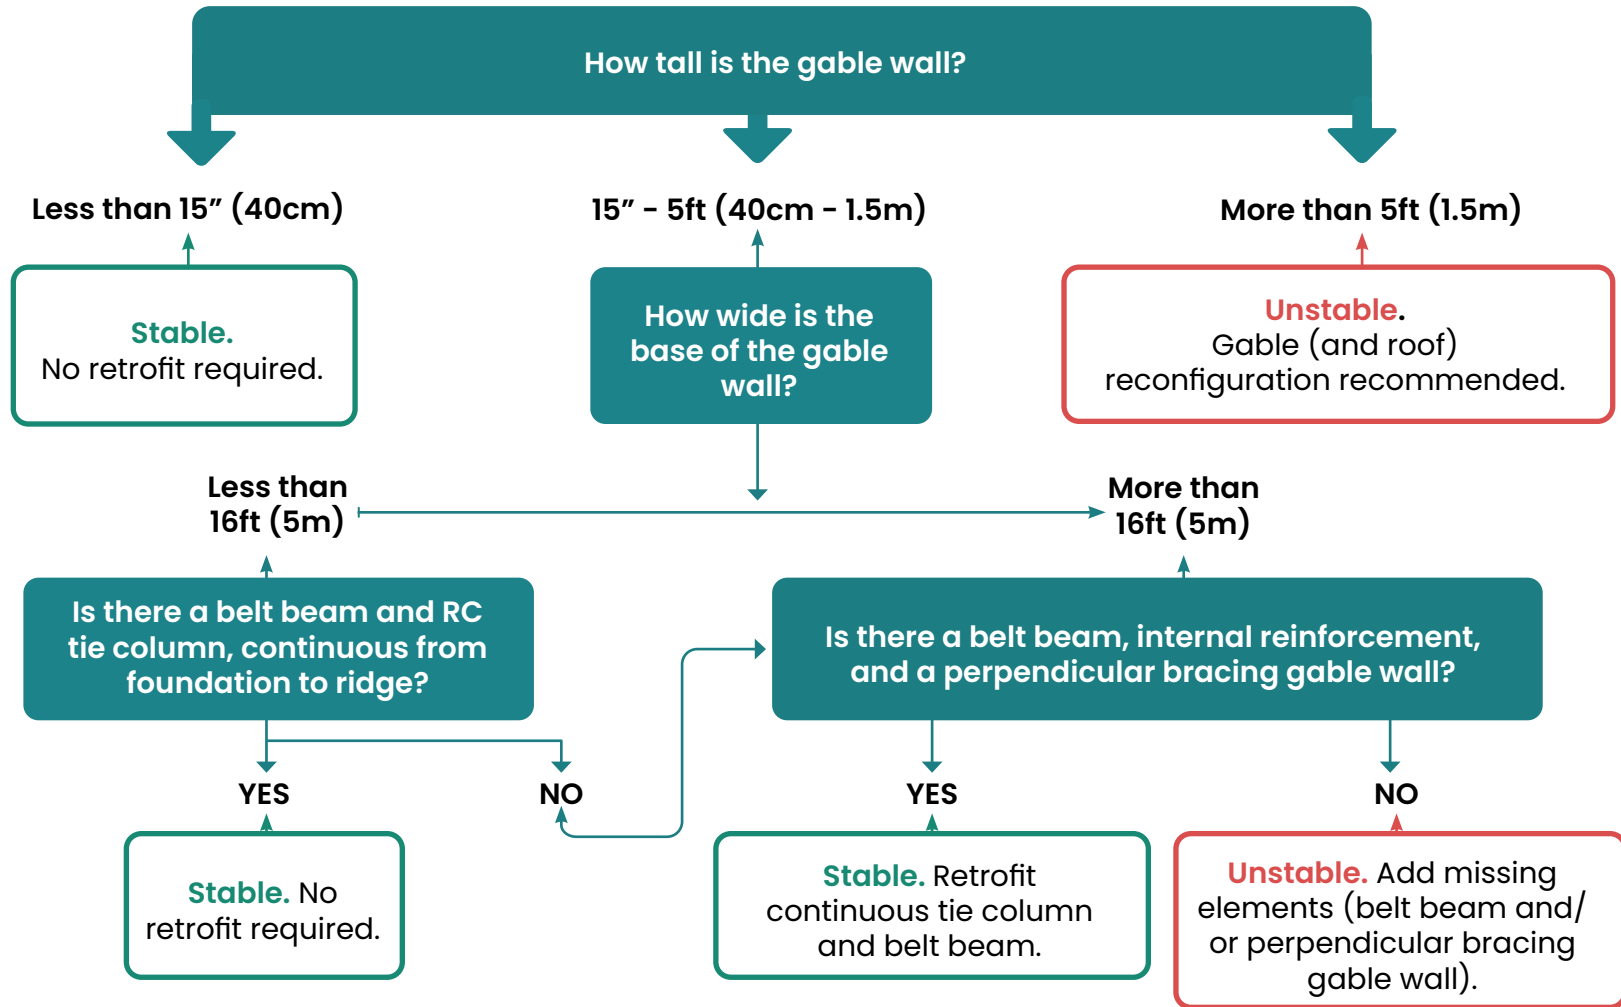 How tall is the gable wall?
Less than 15” (40cm)
15” - 5ft (40cm - 1.5m)
More than 5ft (1.5m)
Stable.
No retrofit required.
How wide is the
base of the gable
wall?
Unstable.
Gable (and roof)
reconfiguration recommended.
Less than
16ft (5m)
More than
16ft (5m)
Is there a belt beam and RC
tie column, continuous from
foundation to ridge?
Is there a belt beam, internal reinforcement,
and a perpendicular bracing gable wall?
YES
NO
YES
NO
Stable. No
retrofit required.
Stable. Retrofit
continuous tie column
and belt beam.
Unstable. Add missing
elements (belt beam and/
or perpendicular bracing
gable wall).